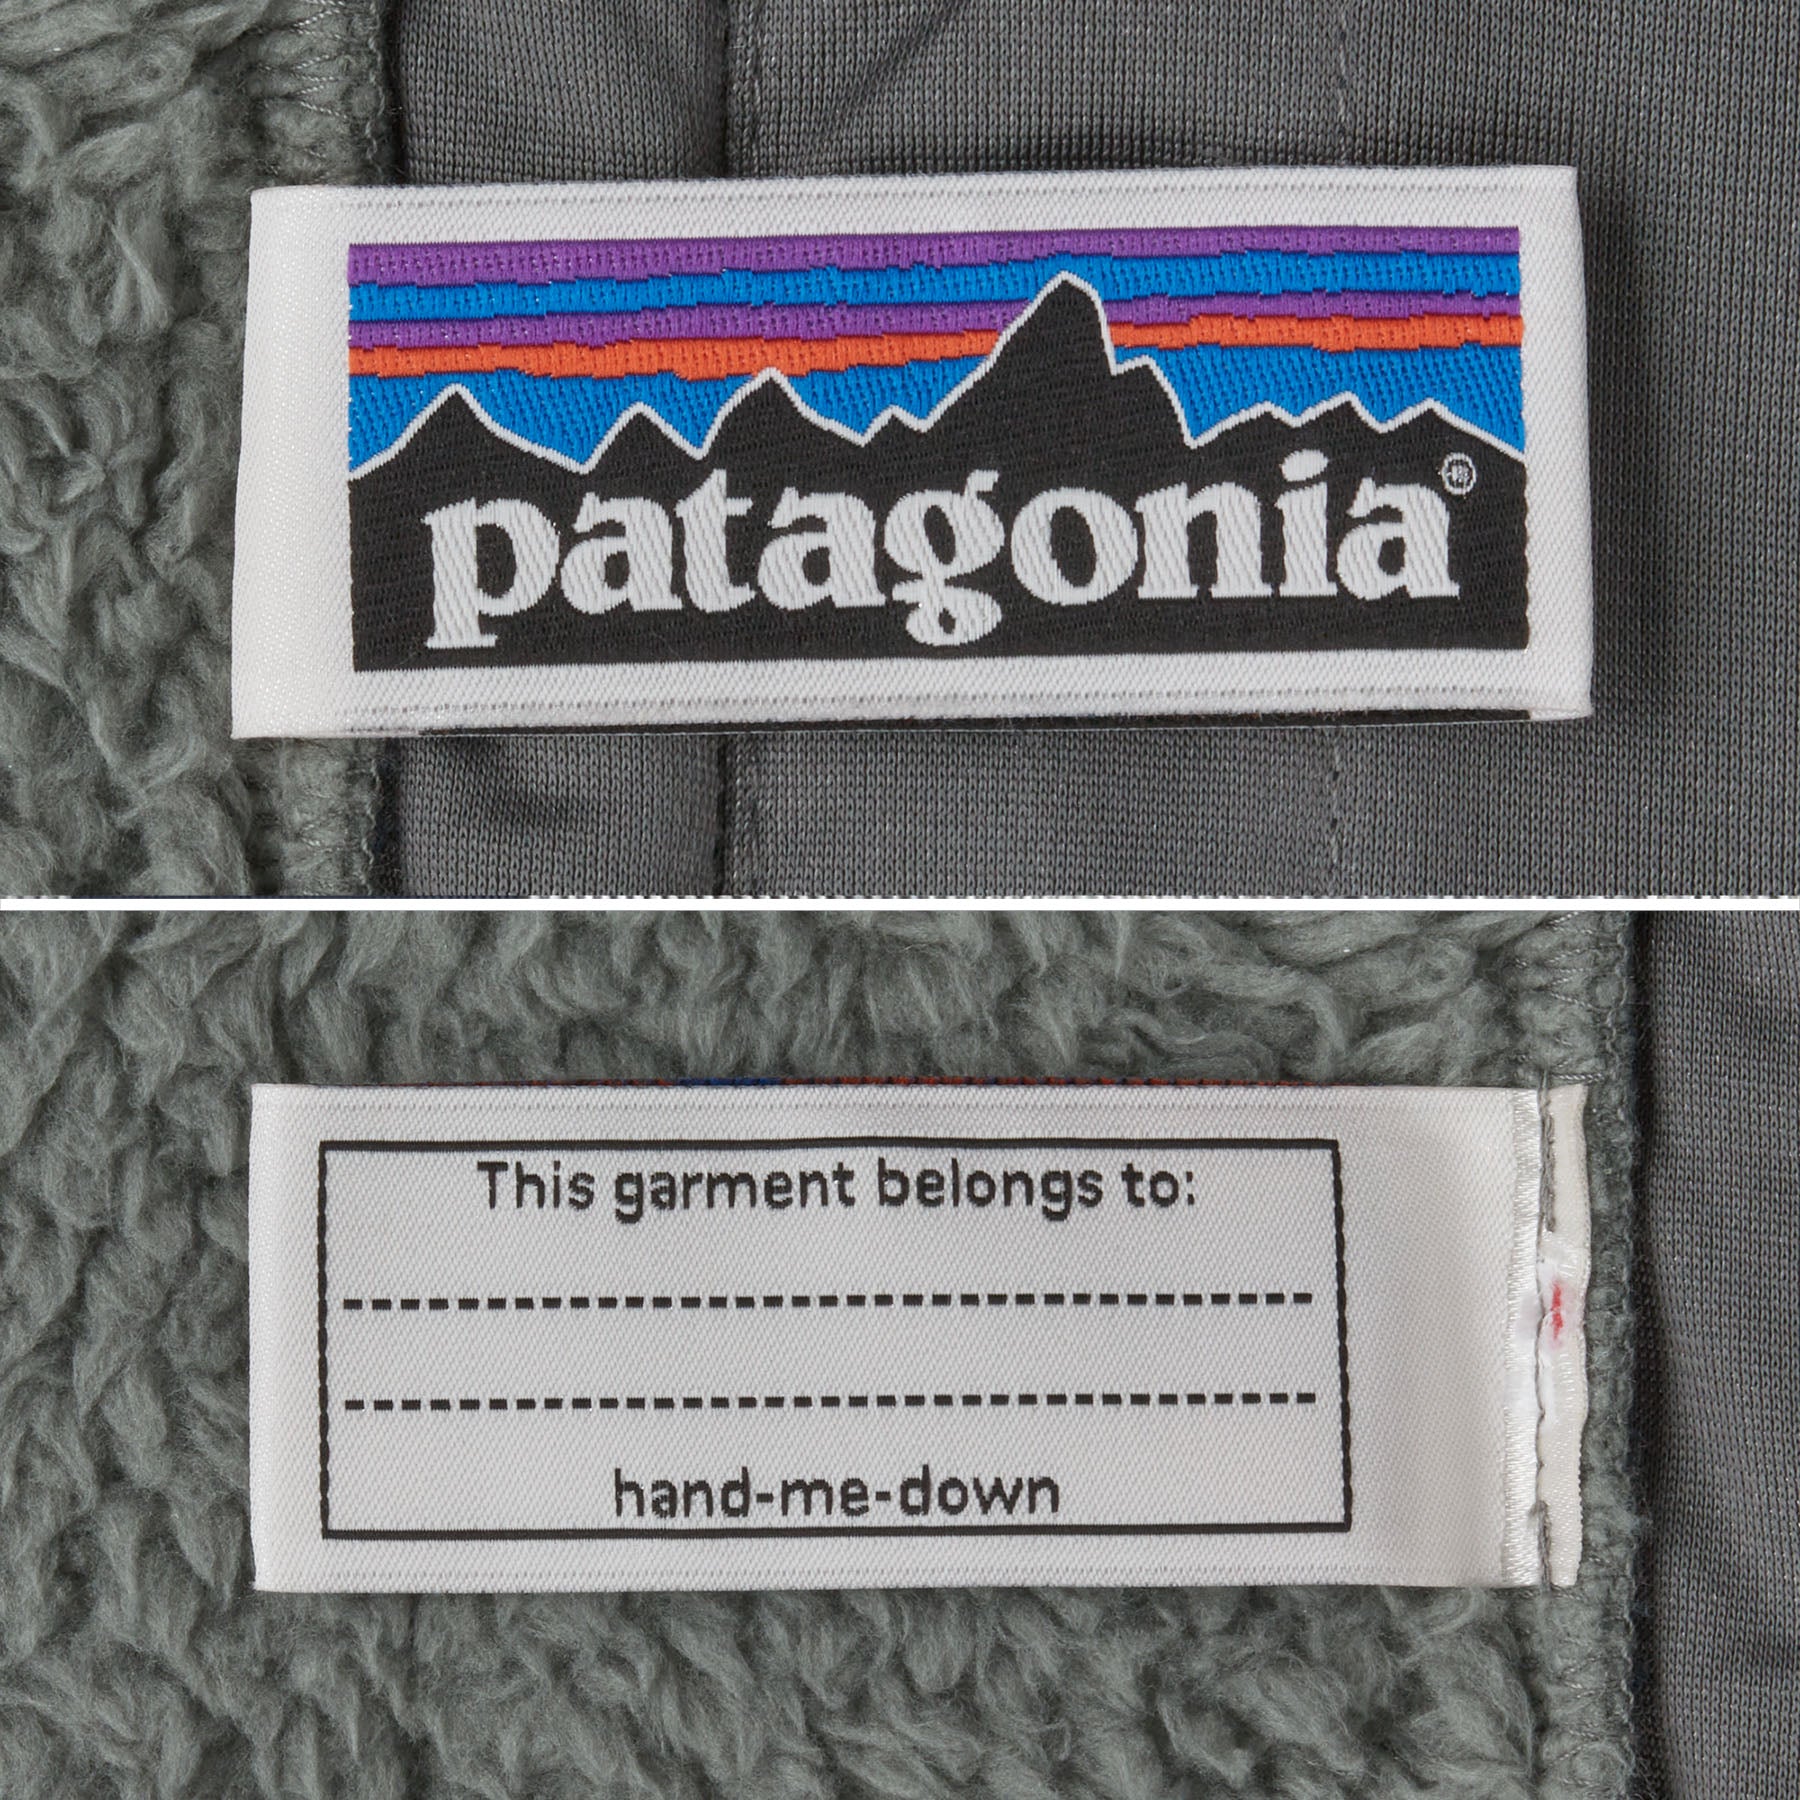 patagonia®
This garment belongs to:
hand-me-down